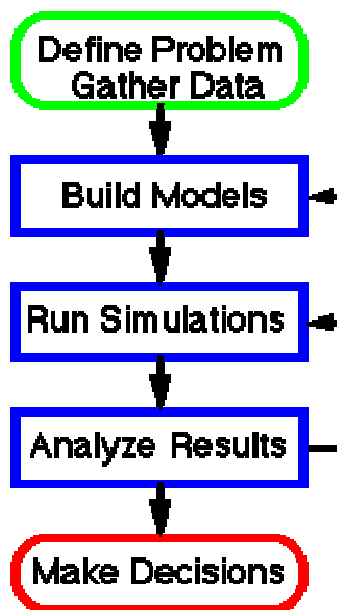 Define Problem
Gather Data
Build Models
Run Simulations
Analyze Results
Make Decisions